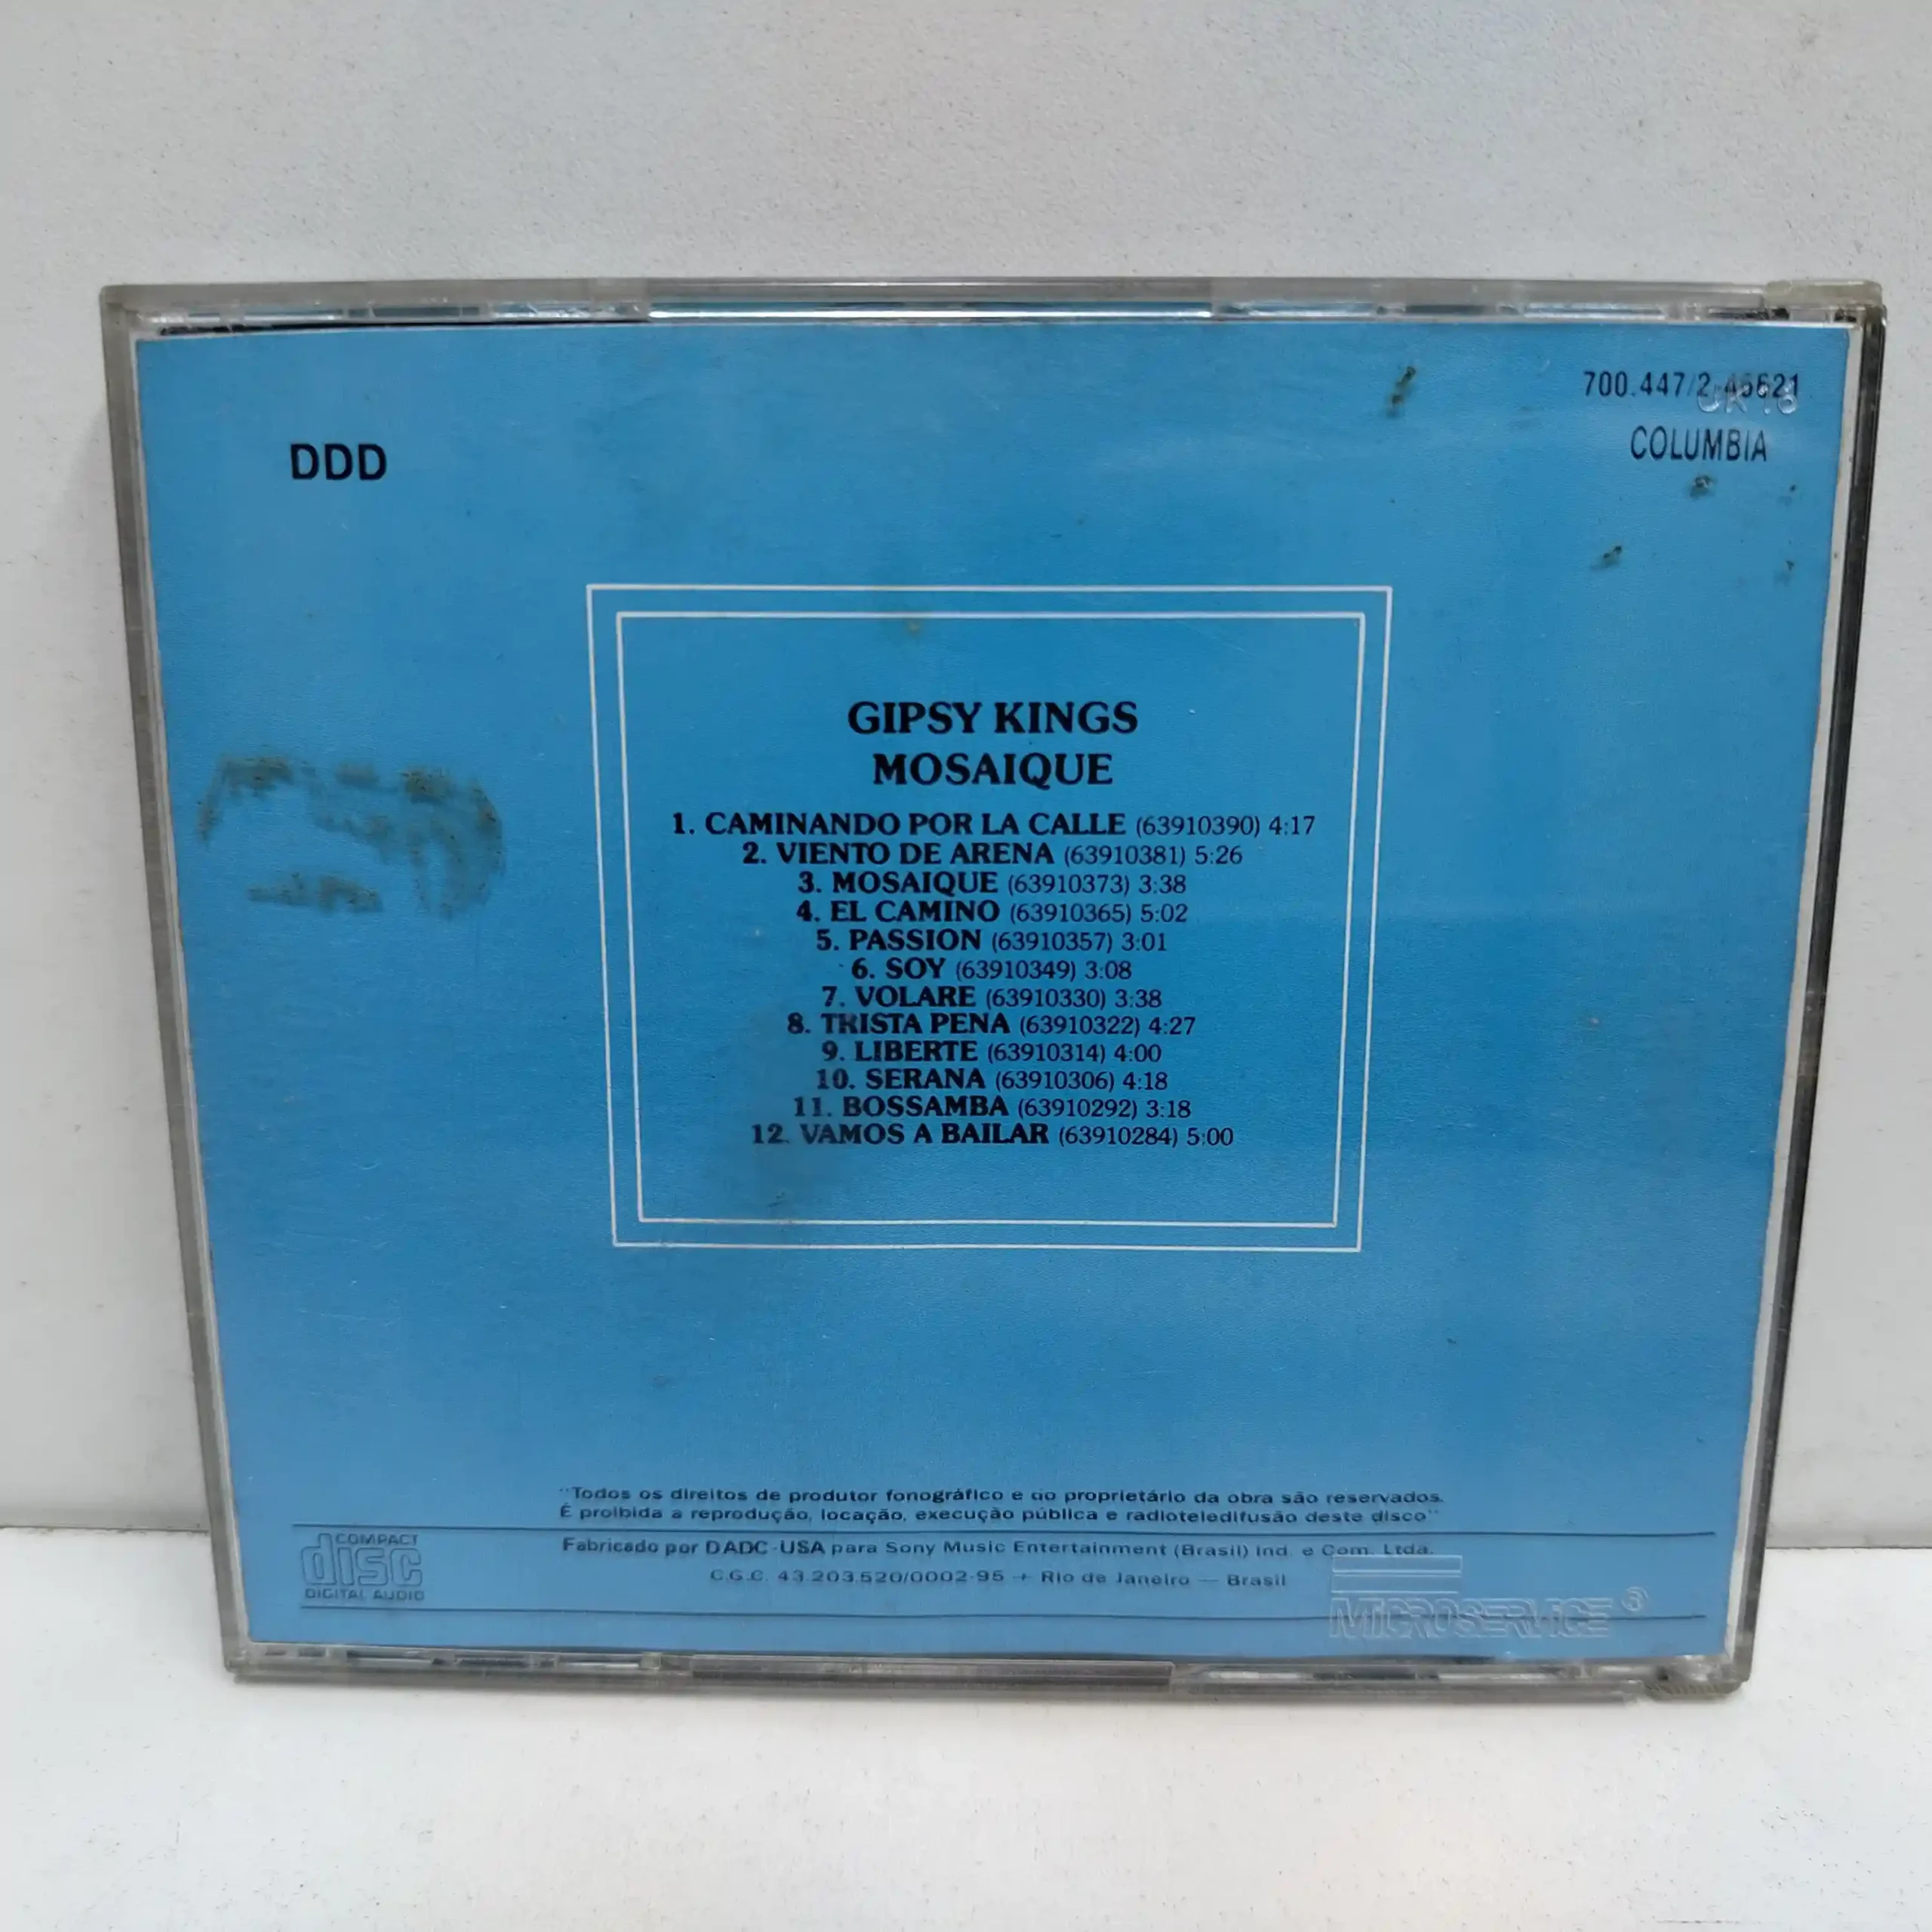 700.447/2-46621
COLUMBIA
DDD
GIPSY KINGS
MOSAIQUE
1. CAMINANDO POR LA CALLE (63910390) 4:17
2. VIENTO DE ARENA (63910381) 5:26
3. MOSAIQUE (63910373) 3:38
4. EL CAMINO (63910365) 5:02
5. PASSION (63910357) 3:01
6. SOY (63910349) 3:08
7. VOLARE (63910330) 3:38
8. TRISTA PENA (63910322) 4:27
9. LIBERTE (63910314) 4:00
10. SERANA (63910306) 4:18
11. BOSSAMBA (63910292) 3:18
12. VAMOS A BAILAR (63910284) 5:00
"Todos os direitos de produtor fonográfico e do proprietário da obra são reservados.
É proibida a reprodução, locação, execução pública e radioteledifusão deste disco"
Fabricado por DADC-USA para Sony Music Entertainment (Brasil) Ind. e Com. Ltda.
C.G.C. 43.203.520/0002-95 — Rio de Janeiro — Brasil
COMPACT
disc
DIGITAL AUDIO
MICROSERVICE ®